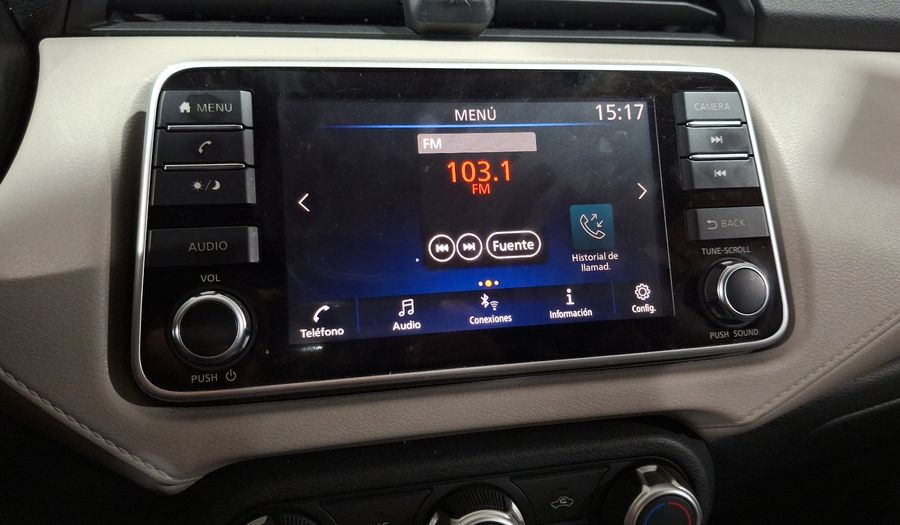 MENU
AUDIO
VOL
PUSH
MENÚ
15:17
FM
103.1
FM
Fuente
Historial de
llamad.
Teléfono
Audio
Conexiones
Información
Config.
CAMERA
BACK
TUNE-SCROLL
PUSH SOUND